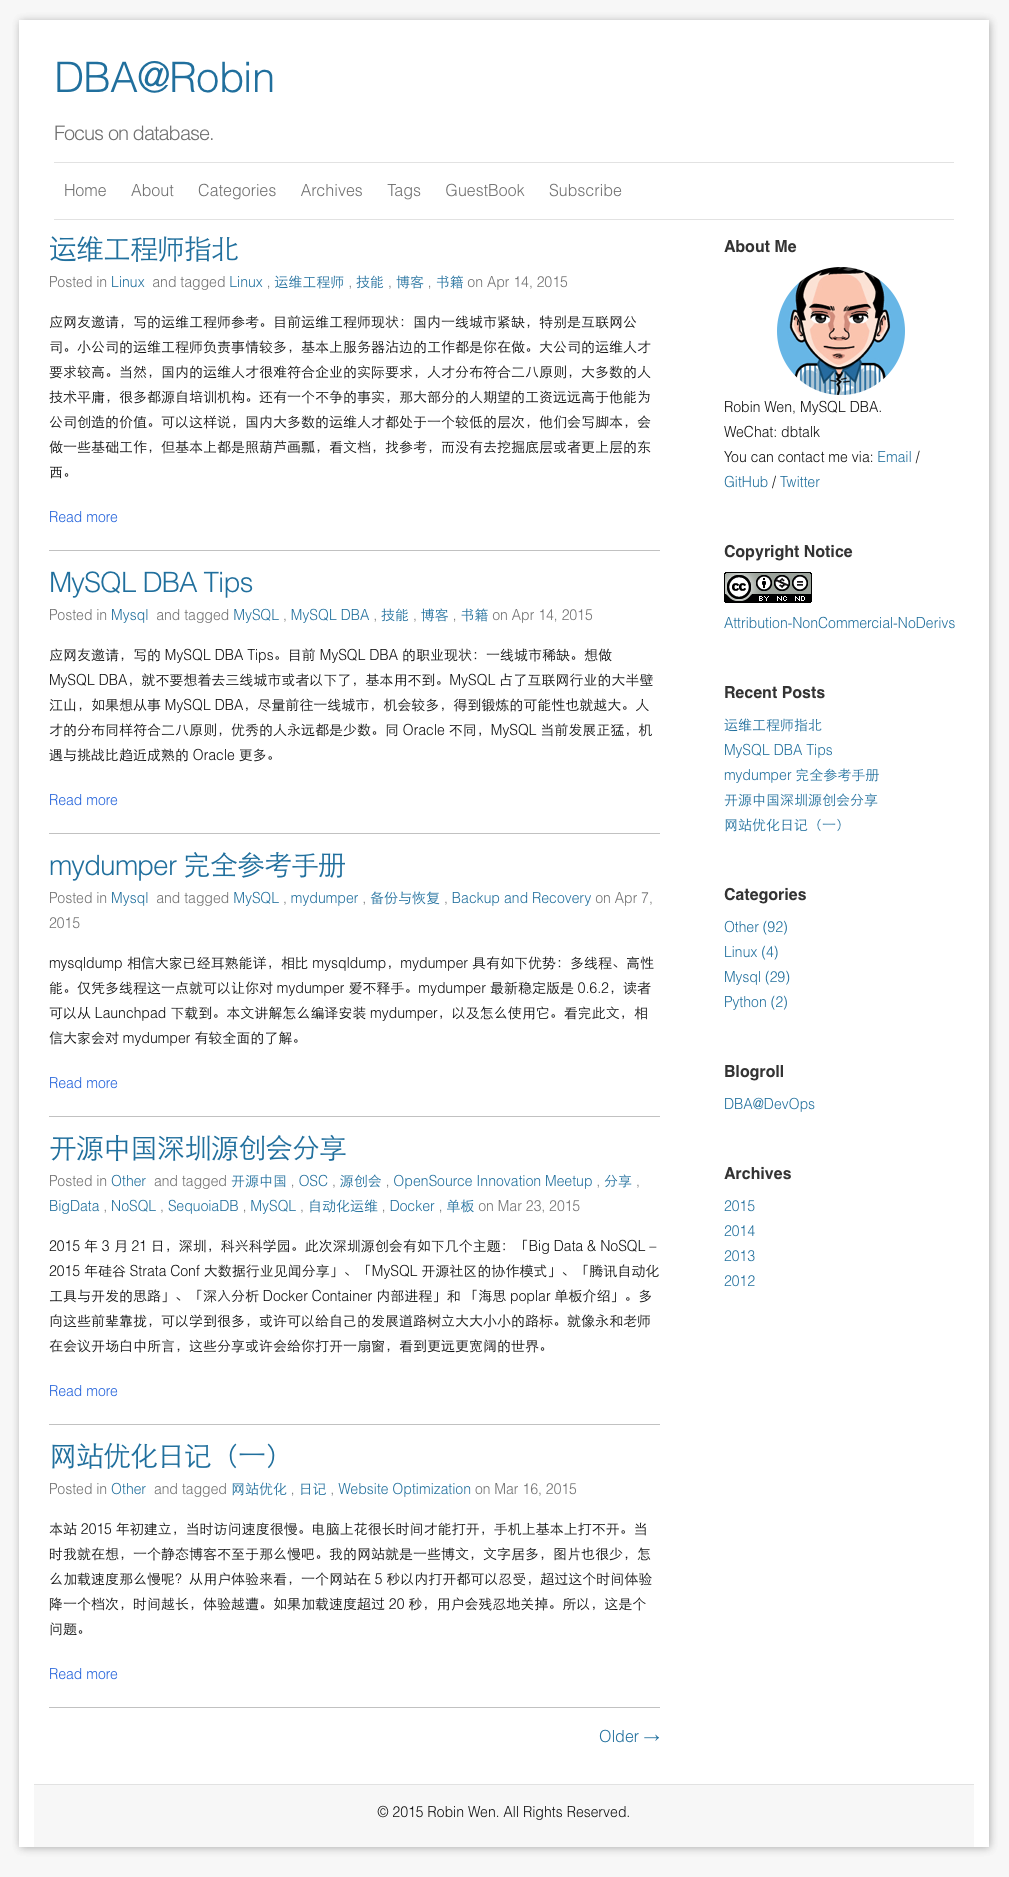 DBA@Robin
Focus on database.
Home About Categories Archives Tags GuestBook Subscribe
运维工程师指北
Posted in Linux and tagged Linux , 运维工程师 , 技能 , 博客 , 书籍 on Apr 14, 2015
应网友邀请，写的运维工程师参考。目前运维工程师现状：国内一线城市紧缺，特别是互联网公
司。小公司的运维工程师负责事情较多，基本上服务器沾边的工作都是你在做。大公司的运维人才
要求较高。当然，国内的运维人才很难符合企业的实际要求，人才分布符合二八原则，大多数的人
技术平庸，很多都源自培训机构。还有一个不争的事实，那大部分的人期望的工资远远高于他能为
公司创造的价值。可以这样说，国内大多数的运维人才都处于一个较低的层次，他们会写脚本，会
做一些基础工作，但基本上都是照葫芦画瓢，看文档，找参考，而没有去挖掘底层或者更上层的东
西。
Read more
MySQL DBA Tips
Posted in Mysql and tagged MySQL , MySQL DBA , 技能 , 博客 , 书籍 on Apr 14, 2015
应网友邀请，写的 MySQL DBA Tips。目前 MySQL DBA 的职业现状：一线城市稀缺。想做
MySQL DBA，就不要想着去三线城市或者以下了，基本用不到。MySQL 占了互联网行业的大半壁
江山，如果想从事 MySQL DBA，尽量前往一线城市，机会较多，得到锻炼的可能性也就越大。人
才的分布同样符合二八原则，优秀的人永远都是少数。同 Oracle 不同，MySQL 当前发展正猛，机
遇与挑战比趋近成熟的 Oracle 更多。
Read more
mydumper 完全参考手册
Posted in Mysql and tagged MySQL , mydumper , 备份与恢复 , Backup and Recovery on Apr 7,
2015
mysqldump 相信大家已经耳熟能详，相比 mysqldump，mydumper 具有如下优势：多线程、高性
能。仅凭多线程这一点就可以让你对 mydumper 爱不释手。mydumper 最新稳定版是 0.6.2，读者
可以从 Launchpad 下载到。本文讲解怎么编译安装 mydumper，以及怎么使用它。看完此文，相
信大家会对 mydumper 有较全面的了解。
Read more
开源中国深圳源创会分享
Posted in Other and tagged 开源中国 , OSC , 源创会 , OpenSource Innovation Meetup , 分享 ,
BigData , NoSQL , SequoiaDB , MySQL , 自动化运维 , Docker , 单板 on Mar 23, 2015
2015 年 3 月 21 日，深圳，科兴科学园。此次深圳源创会有如下几个主题：「Big Data & NoSQL –
2015 年硅谷 Strata Conf 大数据行业见闻分享」、「MySQL 开源社区的协作模式」、「腾讯自动化
工具与开发的思路」、「深入分析 Docker Container 内部进程」和 「海思 poplar 单板介绍」。多
向这些前辈靠拢，可以学到很多，或许可以给自己的发展道路树立大大小小的路标。就像永和老师
在会议开场白中所言，这些分享或许会给你打开一扇窗，看到更远更宽阔的世界。
Read more
网站优化日记（一）
Posted in Other and tagged 网站优化 , 日记 , Website Optimization on Mar 16, 2015
本站 2015 年初建立，当时访问速度很慢。电脑上花很长时间才能打开，手机上基本上打不开。当
时我就在想，一个静态博客不至于那么慢吧。我的网站就是一些博文，文字居多，图片也很少，怎
么加载速度那么慢呢？从用户体验来看，一个网站在 5 秒以内打开都可以忍受，超过这个时间体验
降一个档次，时间越长，体验越遭。如果加载速度超过 20 秒，用户会残忍地关掉。所以，这是个
问题。
Read more
Older →
About Me
Robin Wen, MySQL DBA.
WeChat: dbtalk
You can contact me via: Email /
GitHub / Twitter
Copyright Notice
cc BY NC ND
Attribution-NonCommercial-NoDerivs
Recent Posts
运维工程师指北
MySQL DBA Tips
mydumper 完全参考手册
开源中国深圳源创会分享
网站优化日记（一）
Categories
Other (92)
Linux (4)
Mysql (29)
Python (2)
Blogroll
DBA@DevOps
Archives
2015
2014
2013
2012
© 2015 Robin Wen. All Rights Reserved.